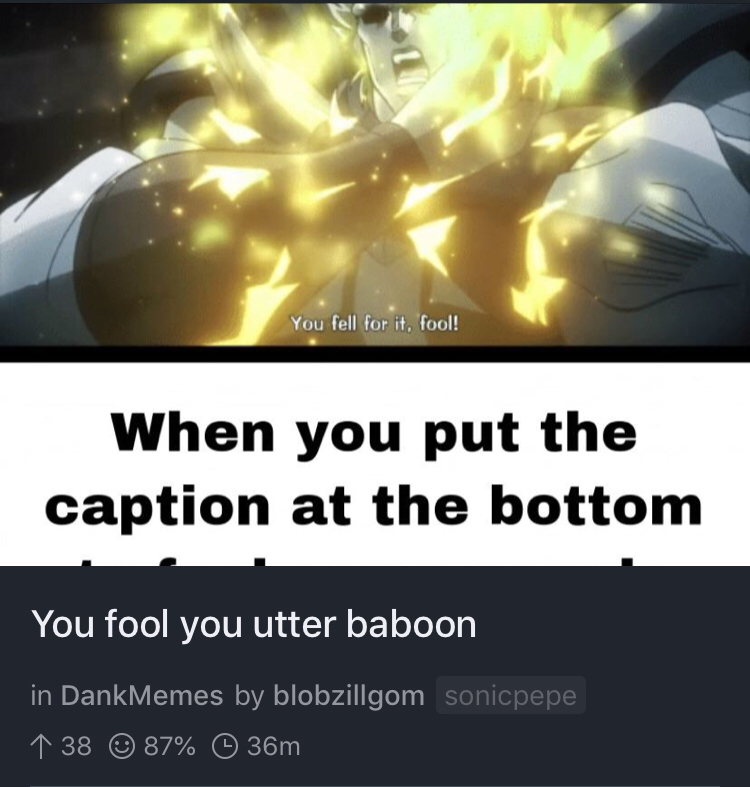 You fell for it, fool!
When you put the
caption at the bottom
You fool you utter baboon
in DankMemes by blobzillgom sonicpepe
38 87% 36m